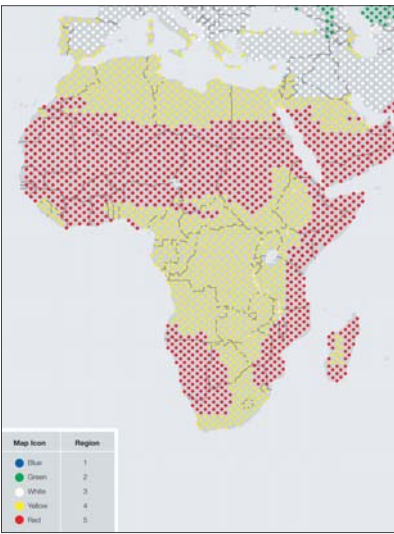 Map Icon Region
Blue 1
Green 2
White 3
Yellow 4
Red 5